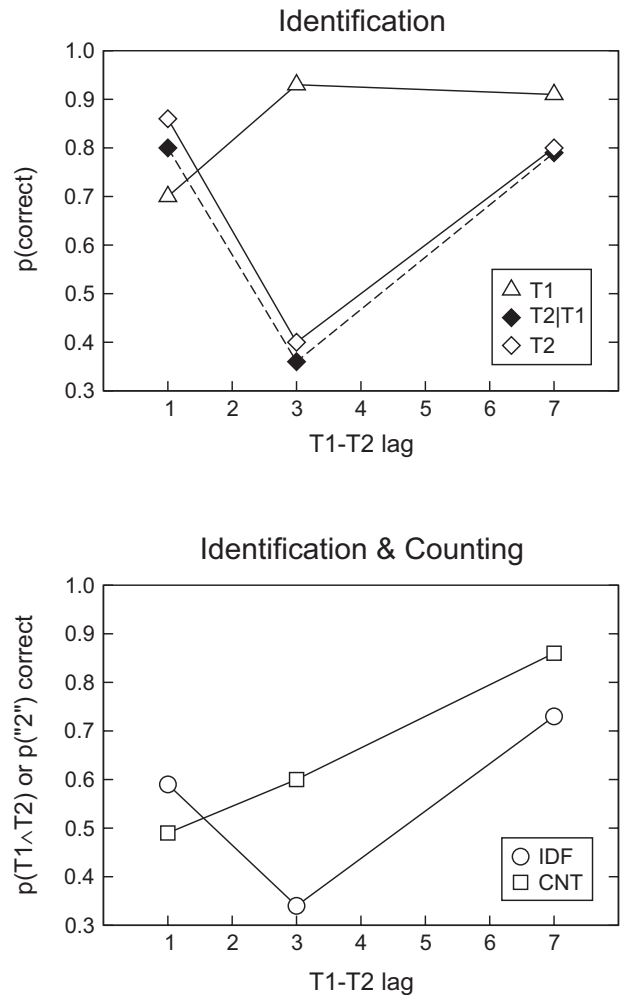 Identification
1.0
0.9
0.8
0.7
0.6
0.5
0.4
0.3
p(correct)
T1
T2|T1
T2
1 2 3 4 5 6 7
T1-T2 lag
Identification & Counting
1.0
0.9
0.8
0.7
0.6
0.5
0.4
0.3
p(T1∧T2) or p("2") correct
IDF
CNT
1 2 3 4 5 6 7
T1-T2 lag